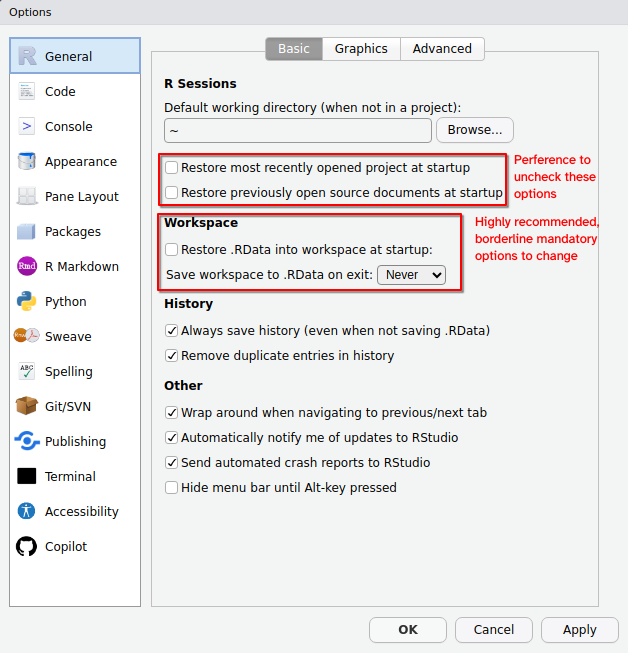 Options
General
Code
Console
Appearance
Pane Layout
Packages
R Markdown
Python
Sweave
Spelling
Git/SVN
Publishing
Terminal
Accessibility
Copilot
R
>
Rmd
ABC
Basic Graphics Advanced
R Sessions
Default working directory (when not in a project):
~ Browse...
Restore most recently opened project at startup
Restore previously open source documents at startup
Perference to
uncheck these
options
Workspace
Restore .RData into workspace at startup:
Save workspace to .RData on exit: Never
Highly recommended,
borderline mandatory
options to change
History
Always save history (even when not saving .RData)
Remove duplicate entries in history
Other
Wrap around when navigating to previous/next tab
Automatically notify me of updates to RStudio
Send automated crash reports to RStudio
Hide menu bar until Alt-key pressed
OK Cancel Apply